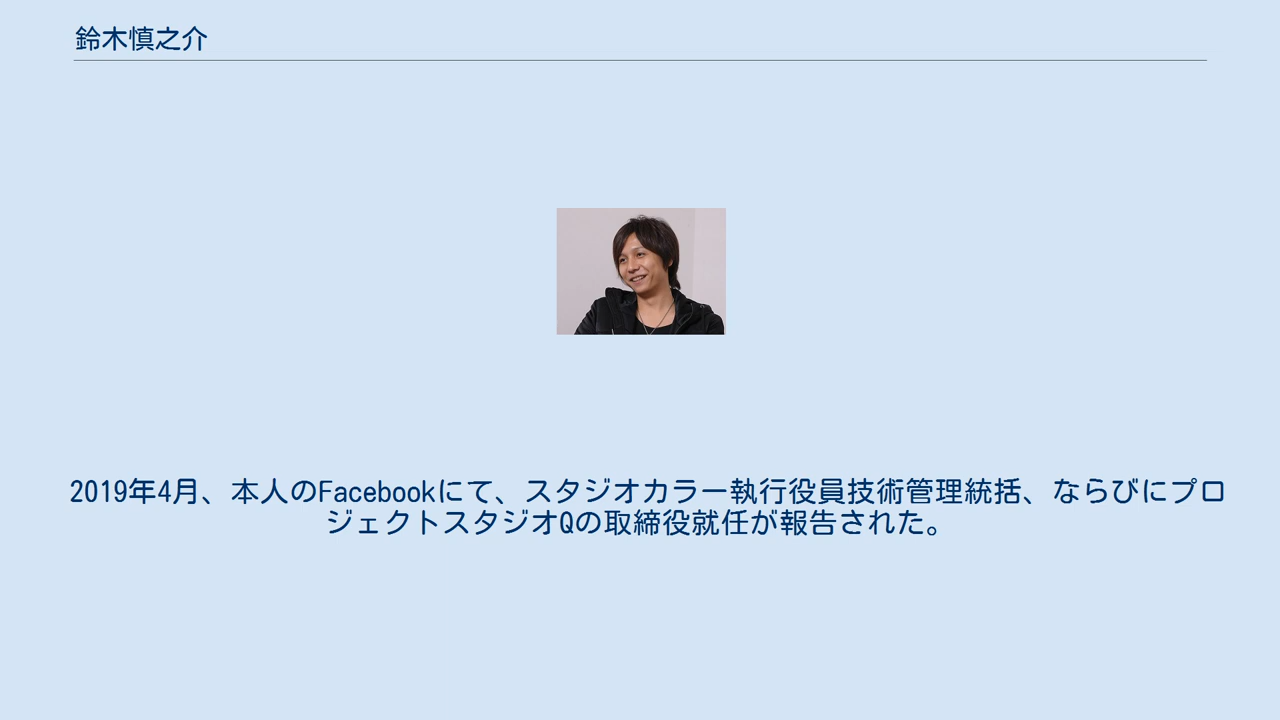 鈴木慎之介
2019年4月、本人のFacebookにて、スタジオカラー執行役員技術管理統括、ならびにプロ
ジェクトスタジオQの取締役就任が報告された。